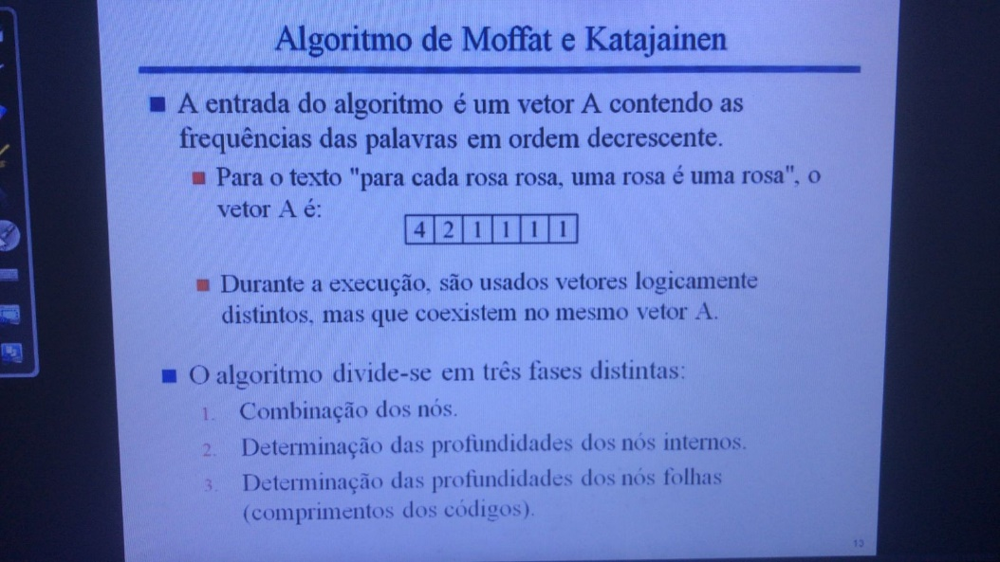 Algoritmo de Moffat e Katajainen
A entrada do algoritmo é um vetor A contendo as
frequências das palavras em ordem decrescente.
Para o texto "para cada rosa rosa, uma rosa é uma rosa", o
vetor A é:
4 2 1 1 1 1
Durante a execução, são usados vetores logicamente
distintos, mas que coexistem no mesmo vetor A.
O algoritmo divide-se em três fases distintas:
1. Combinação dos nós.
2. Determinação das profundidades dos nós internos.
3. Determinação das profundidades dos nós folhas
(comprimentos dos códigos).